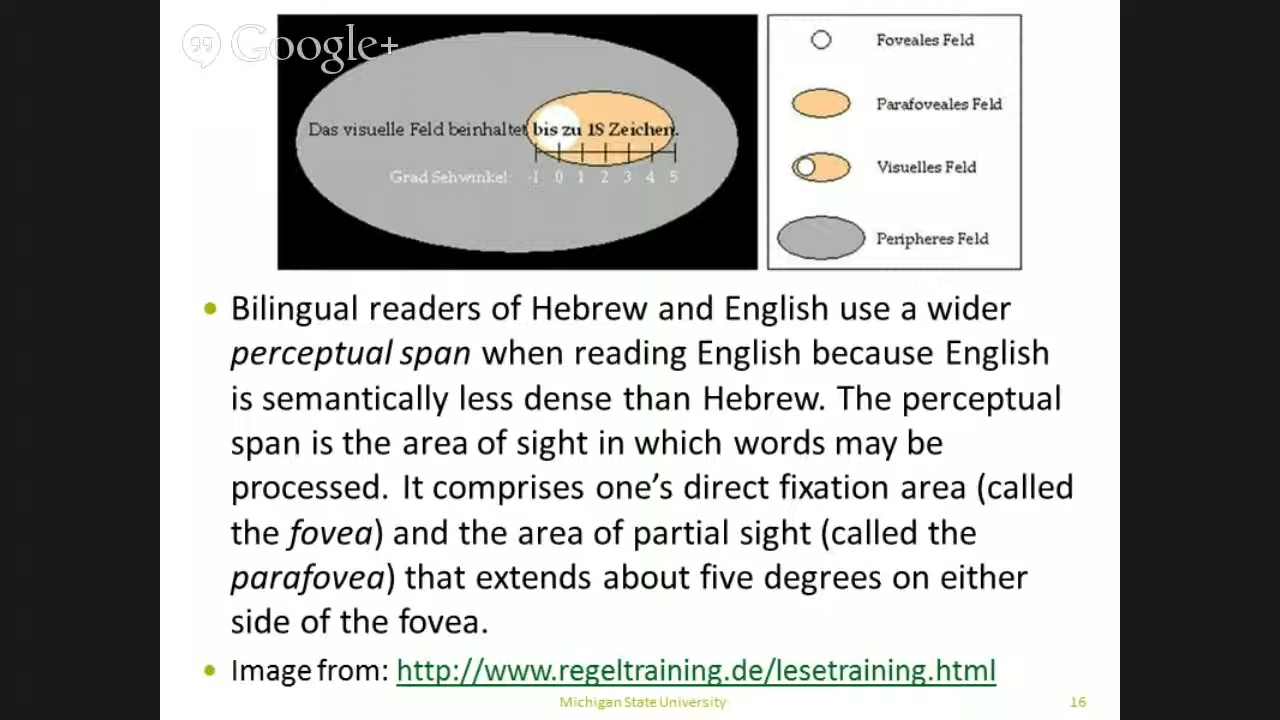 Google+
Das visuelle Feld beinhaltet bis zu 18 Zeichen.
Grad Sehwinkel: -1 0 1 2 3 4 5
Foveales Feld
Parafoveales Feld
Visuelles Feld
Peripheres Feld
• Bilingual readers of Hebrew and English use a wider
perceptual span when reading English because English
is semantically less dense than Hebrew. The perceptual
span is the area of sight in which words may be
processed. It comprises one’s direct fixation area (called
the fovea) and the area of partial sight (called the
parafovea) that extends about five degrees on either
side of the fovea.
• Image from: http://www.regeltraining.de/lesetraining.html
Michigan State University
16